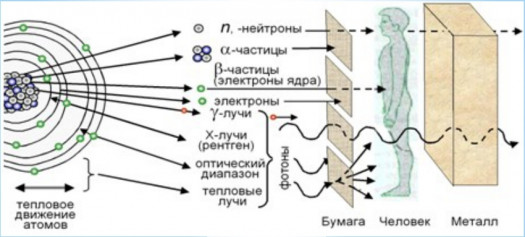 n, -нейтроны
α-частицы
β-частицы
(электроны ядра)
электроны
γ-лучи
Х-лучи
(рентген)
оптический
диапазон
тепловые
лучи
тепловое
движение
атомов
фотоны
Бумага
Человек
Металл